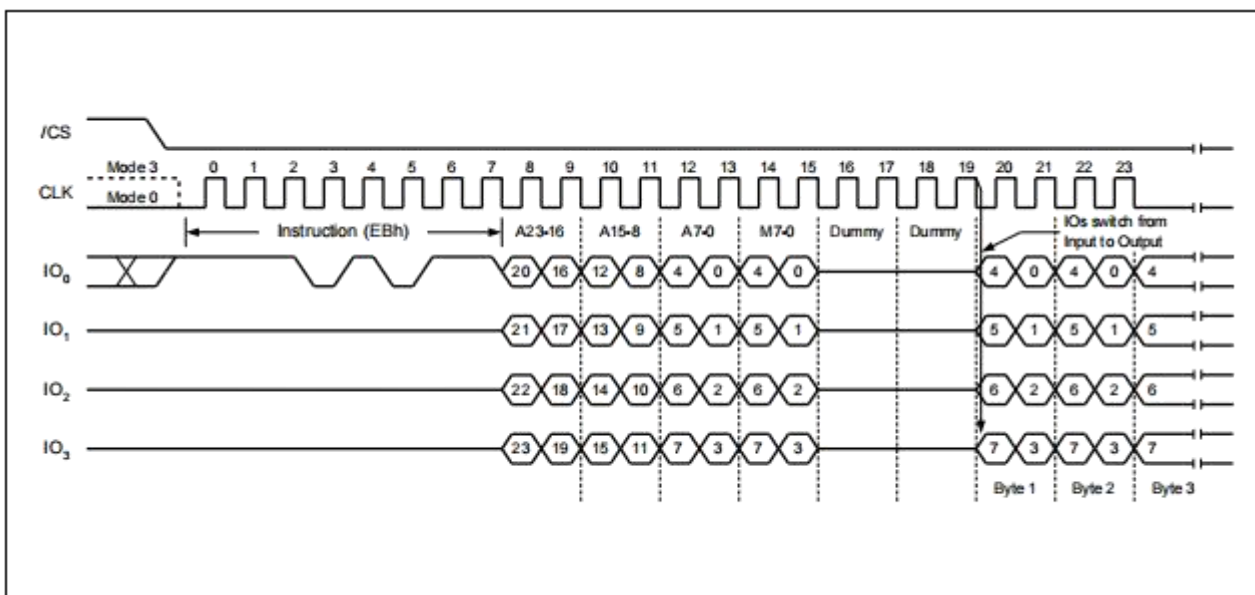 /CS
Mode 3 0 1 2 3 4 5 6 7 8 9 10 11 12 13 14 15 16 17 18 19 20 21 22 23
CLK
Mode 0
Instruction (EBh) A23-16 A15-8 A7-0 M7-0 Dummy Dummy IOs switch from
Input to Output
IO0 20 16 12 8 4 0 4 0 4 0 4 0 4
IO1 21 17 13 9 5 1 5 1 5 1 5 1 5
IO2 22 18 14 10 6 2 6 2 6 2 6 2 6
IO3 23 19 15 11 7 3 7 3 7 3 7 3 7
Byte 1 Byte 2 Byte 3